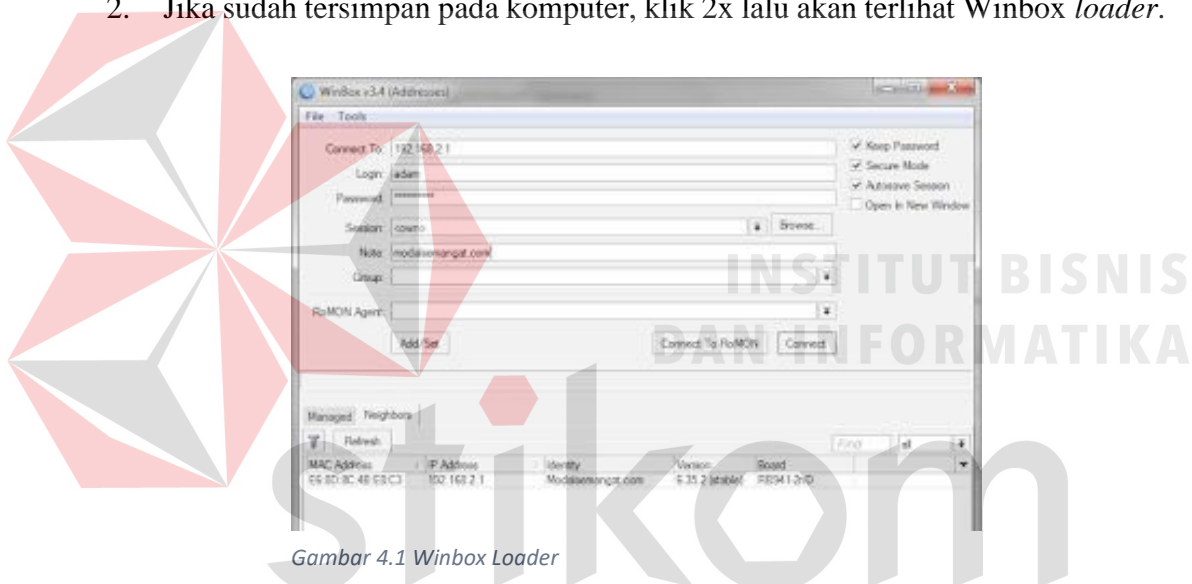 2. Jika sudah tersimpan pada komputer, klik 2x lalu akan terlihat Winbox loader.
WinBox v3.4 (Addresses)
File Tools
Connect To: 192.168.2.1
Keep Password
Login: adam
Secure Mode
Password: **********
Autosave Session
Open In New Window
Session: Browse...
Note: modalsemangat.com
Group:
RoMON Agent:
Add/Set Connect To RoMON Connect
INSTITUT BISNIS
DAN INFORMATIKA
Managed Neighbors
Refresh Find all
MAC Address IP Address Identity Version Board
192.168.2.1 Modalsemangat.com 6.35.2 (stable)
stikom
Gambar 4.1 Winbox Loader